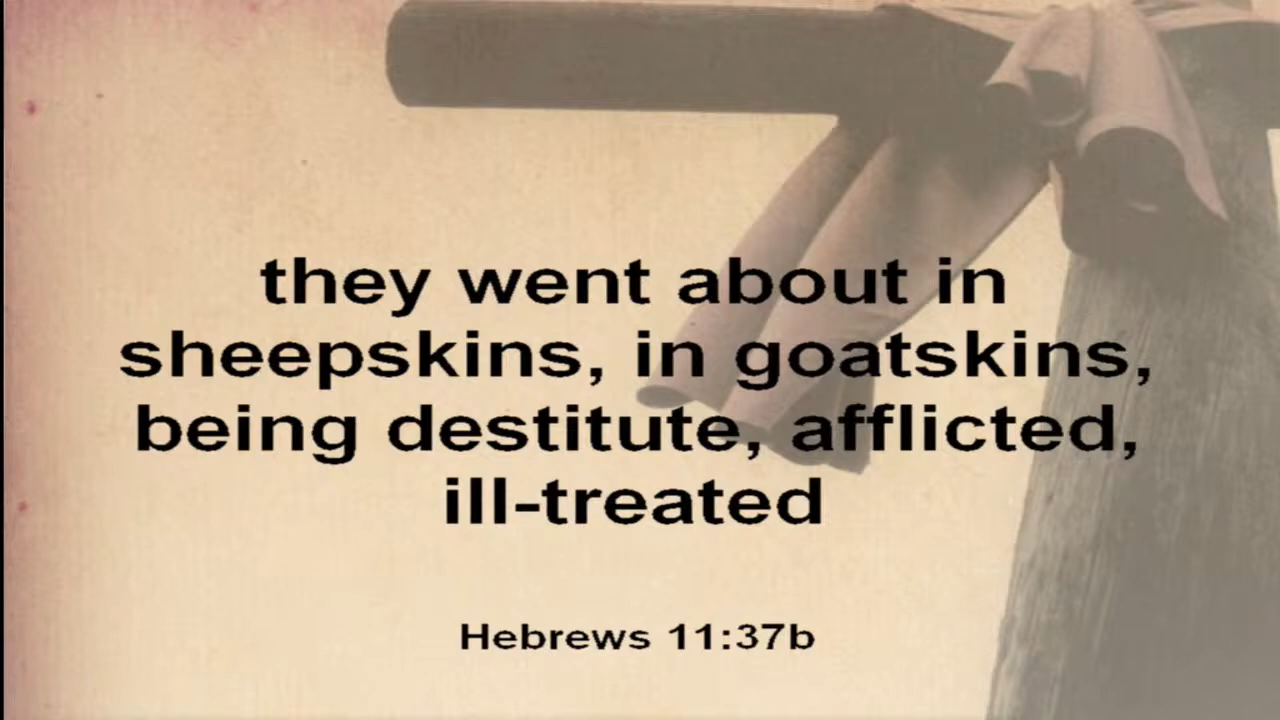 they went about in
sheepskins, in goatskins,
being destitute, afflicted,
ill-treated
Hebrews 11:37b